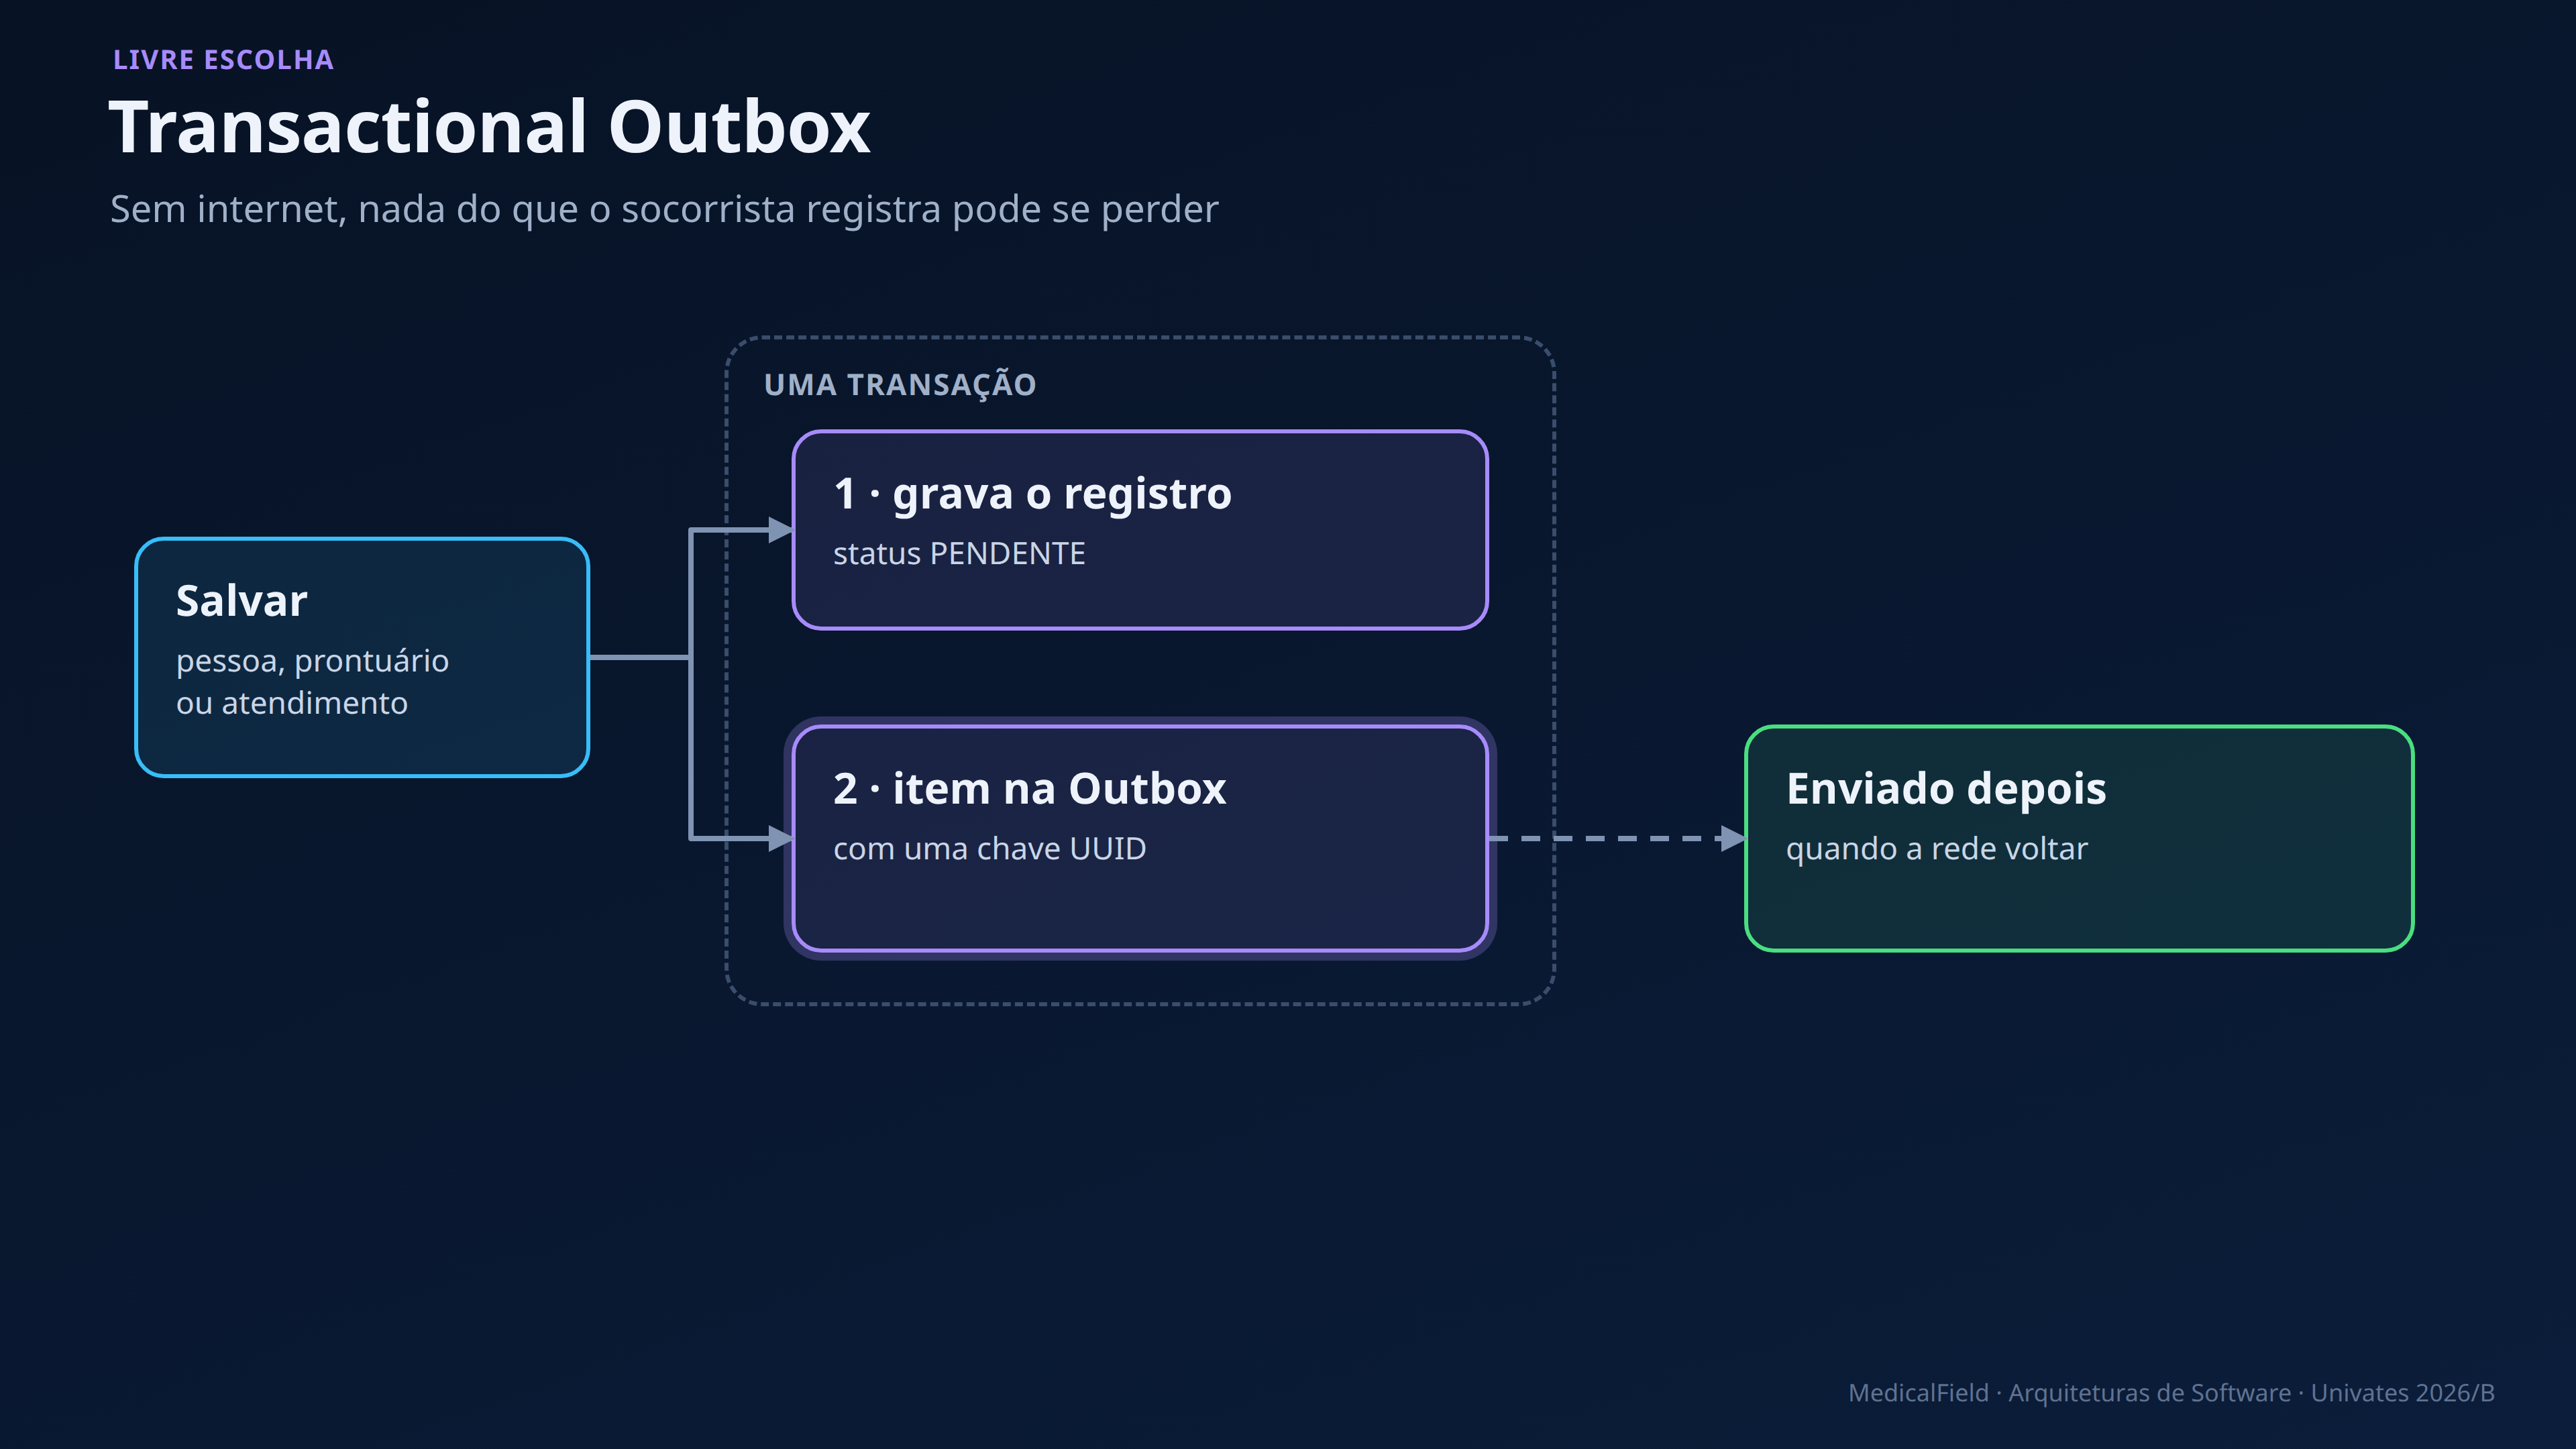 LIVRE ESCOLHA
Transactional Outbox
Sem internet, nada do que o socorrista registra pode se perder
UMA TRANSAÇÃO
1 · grava o registro
status PENDENTE
Salvar
pessoa, prontuário
ou atendimento
2 · item na Outbox
com uma chave UUID
Enviado depois
quando a rede voltar
MedicalField · Arquiteturas de Software · Univates 2026/B